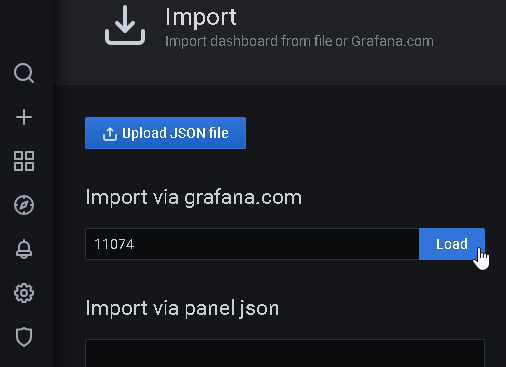 Import
Import dashboard from file or Grafana.com
Upload JSON file
Import via grafana.com
11074
Load
Import via panel json